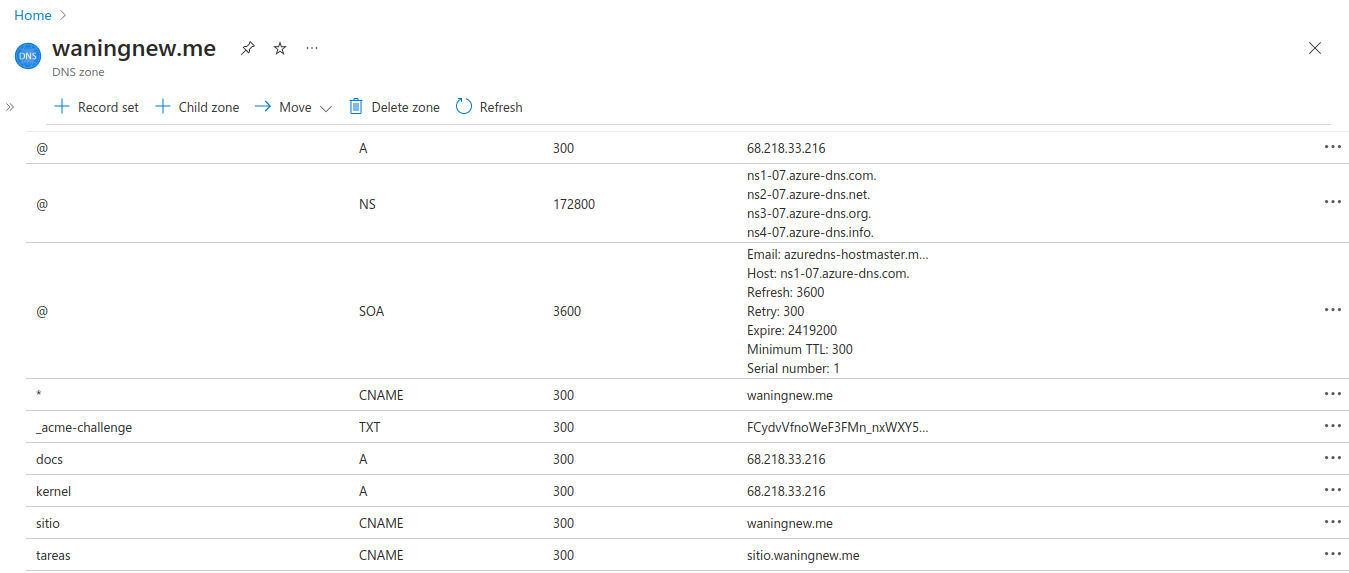 Home
waningnew.me
DNS
DNS zone
Record set Child zone Move Delete zone Refresh
@ A 300 68.218.33.216
@ NS 172800 ns1-07.azure-dns.com.
ns2-07.azure-dns.net.
ns3-07.azure-dns.org.
ns4-07.azure-dns.info.
@ SOA 3600 Email: azuredns-hostmaster.m...
Host: ns1-07.azure-dns.com.
Refresh: 3600
Retry: 300
Expire: 2419200
Minimum TTL: 300
Serial number: 1
* CNAME 300 waningnew.me
_acme-challenge TXT 300 FCydvVfnoWeF3FMn_nxWXY5...
docs A 300 68.218.33.216
kernel A 300 68.218.33.216
sitio CNAME 300 waningnew.me
tareas CNAME 300 sitio.waningnew.me